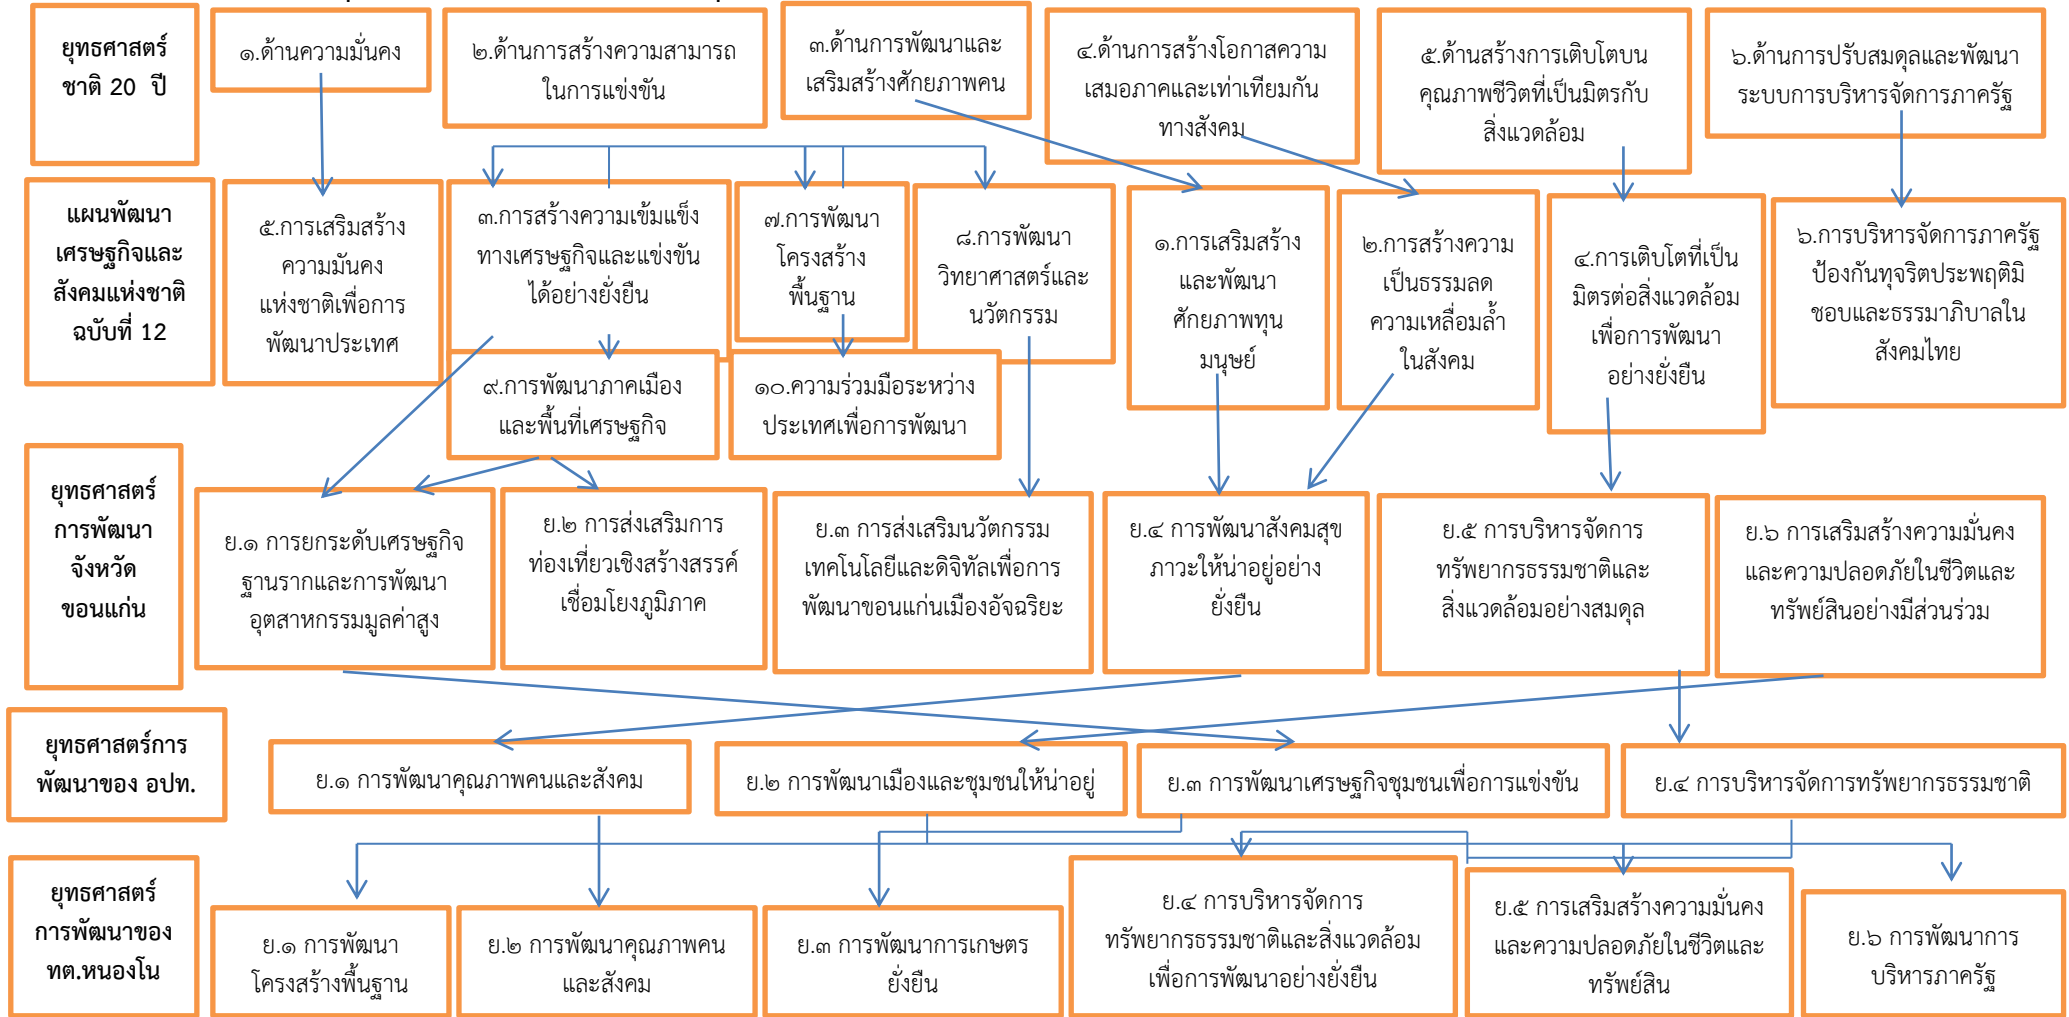 ยุทธศาสตร์
ชาติ 20 ปี
๑.ด้านความมั่นคง
๒.ด้านการสร้างความสามารถ
ในการแข่งขัน
๓.ด้านการพัฒนาและ
เสริมสร้างศักยภาพคน
๔.ด้านการสร้างโอกาสความ
เสมอภาคและเท่าเทียมกัน
ทางสังคม
๕.ด้านสร้างการเติบโตบน
คุณภาพชีวิตที่เป็นมิตรกับ
สิ่งแวดล้อม
๖.ด้านการปรับสมดุลและพัฒนา
ระบบการบริหารจัดการภาครัฐ
แผนพัฒนา
เศรษฐกิจและ
สังคมแห่งชาติ
ฉบับที่ 12
๕.การเสริมสร้าง
ความมันคง
แห่งชาติเพื่อการ
พัฒนาประเทศ
๓.การสร้างความเข้มแข็ง
ทางเศรษฐกิจและแข่งขัน
ได้อย่างยั่งยืน
๗.การพัฒนา
โครงสร้าง
พื้นฐาน
๘.การพัฒนา
วิทยาศาสตร์และ
นวัตกรรม
๑.การเสริมสร้าง
และพัฒนา
ศักยภาพทุน
มนุษย์
๒.การสร้างความ
เป็นธรรมลด
ความเหลื่อมล้ำ
ในสังคม
๔.การเติบโตที่เป็น
มิตรต่อสิ่งแวดล้อม
เพื่อการพัฒนา
อย่างยั่งยืน
๖.การบริหารจัดการภาครัฐ
ป้องกันทุจริตประพฤติมิ
ชอบและธรรมาภิบาลใน
สังคมไทย
๙.การพัฒนาภาคเมือง
และพื้นที่เศรษฐกิจ
๑๐.ความร่วมมือระหว่าง
ประเทศเพื่อการพัฒนา
ยุทธศาสตร์
การพัฒนา
จังหวัด
ขอนแก่น
ย.๑ การยกระดับเศรษฐกิจ
ฐานรากและการพัฒนา
อุตสาหกรรมมูลค่าสูง
ย.๒ การส่งเสริมการ
ท่องเที่ยวเชิงสร้างสรรค์
เชื่อมโยงภูมิภาค
ย.๓ การส่งเสริมนวัตกรรม
เทคโนโลยีและดิจิทัลเพื่อการ
พัฒนาขอนแก่นเมืองอัจฉริยะ
ย.๔ การพัฒนาสังคมสุข
ภาวะให้น่าอยู่อย่าง
ยั่งยืน
ย.๕ การบริหารจัดการ
ทรัพยากรธรรมชาติและ
สิ่งแวดล้อมอย่างสมดุล
ย.๖ การเสริมสร้างความมั่นคง
และความปลอดภัยในชีวิตและ
ทรัพย์สินอย่างมีส่วนร่วม
ยุทธศาสตร์การ
พัฒนาของ อปท.
ย.๑ การพัฒนาคุณภาพคนและสังคม
ย.๒ การพัฒนาเมืองและชุมชนให้น่าอยู่
ย.๓ การพัฒนาเศรษฐกิจชุมชนเพื่อการแข่งขัน
ย.๔ การบริหารจัดการทรัพยากรธรรมชาติ
ยุทธศาสตร์
การพัฒนาของ
ทต.หนองโน
ย.๑ การพัฒนา
โครงสร้างพื้นฐาน
ย.๒ การพัฒนาคุณภาพคน
และสังคม
ย.๓ การพัฒนาการเกษตร
ยั่งยืน
ย.๔ การบริหารจัดการ
ทรัพยากรธรรมชาติและสิ่งแวดล้อม
เพื่อการพัฒนาอย่างยั่งยืน
ย.๕ การเสริมสร้างความมั่นคง
และความปลอดภัยในชีวิตและ
ทรัพย์สิน
ย.๖ การพัฒนาการ
บริหารภาครัฐ